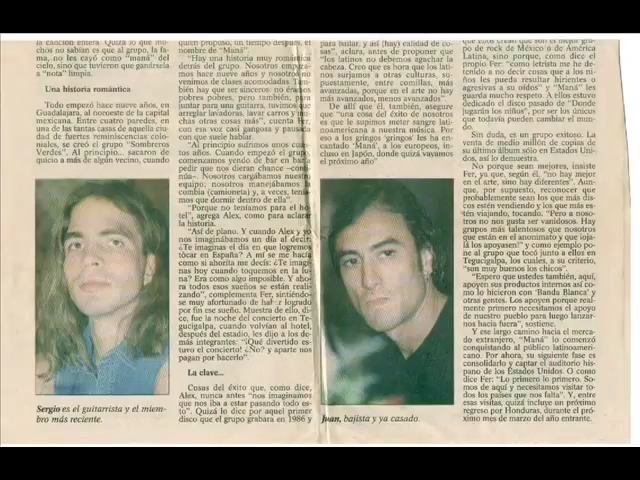 la canción entera. Quizá lo que mu-
chos no sabían es que al grupo, la fa-
ma, no les cayó como "maná" del
cielo, sino que tuvieron que ganársela
a "nota" limpia.
Una historia romántica
Todo empezó hace nueve años, en
Guadalajara, al noroeste de la capital
mexicana. Entre cuatro paredes, en
una de las tantas casas de aquella ciu-
dad de fuertes reminiscencias colo-
niales, se creó el grupo "Sombreros
Verdes". Al principio... sacaron de
quicio a más de algún vecino, cuando
Sergio es el guitarrista y el miem-
bro más reciente.
quien propuso, un tiempo después, el
nombre de "Maná".
"Hay una historia muy romántica
detrás del grupo. Nosotros empeza-
mos hace nueve años y nosotros no
venimos de clases acomodadas. Tam-
bién hay que ser sinceros: no éramos
pobres pobres, pero también, para
juntar para una guitarra, tuvimos que
arreglar lavadoras, lavar carros y mu-
chas otras cosas más", cuenta Fer,
con esa voz casi gangosa y pausada
con que suele hablar.
"Al principio sufrimos unos cuan-
tos años. Cuando empezó el grupo,
comenzamos yendo de bar en bar a
pedir que nos dieran chance –conti-
núa–. Nosotros cargábamos nuestro
equipo; nosotros manejábamos la
combia (camioneta) y, a veces, tenía-
mos que dormir dentro de ella".
"Porque no teníamos para el ho-
tel", agrega Alex, como para aclarar
la historia.
"Así de plano. Y cuando Alex y yo
nos imaginábamos un día al decir:
¿Te imaginas el día en que logremos
tocar en España? A mí se me hacía
como si ahorita me decís: ¿Te imagi-
nas hoy cuando toquemos en la lu-
na? Era como algo imposible. Y aho-
ra todos esos sueños se están reali-
zando", complementa Fer, sintiéndo-
se muy afortunado de haber logrado
por fin ese sueño. Muestra de ello, di-
ce, fue la noche del concierto en Te-
gucigalpa, cuando volvían al hotel,
después del estadio, les dijo a los de-
más integrantes: "¡Qué divertido es-
tuvo el concierto! ¿No? y aparte nos
pagan por hacerlo".
La clave...
Cosas del éxito que, como dice
Alex, nunca antes "nos imaginamos
que nos iba a estar pasando todo es-
to". Quizá lo dice por aquel primer
disco que el grupo grabara en 1986 y
para bailar, y así (hay) calidad de co-
sas", aclara, antes de proponer que
"los latinos no debemos agachar la
cabeza. Creo que es hora que los lati-
nos surjamos a otras culturas, su-
puestamente, entre comillas, más
avanzadas, porque en el arte no hay
más avanzados, menos avanzados".
De allí que él, también, asegure
que "una cosa del éxito de nosotros
es que le supimos meter sangre lati-
noamericana a nuestra música. Por
eso a los gringos 'gringos' les ha en-
cantado 'Maná', a los europeos, in-
cluso en Japón, donde quizá vayamos
el próximo año"
Juan, bajista y ya casado.
que ellos crean que son el mejor gru-
po de rock de México o de América
Latina, sino porque, como dice el
propio Fer: "como letrista me he de-
tenido a no decir cosas que a los ni-
ños les pueda resultar hirientes o
agresivas a su oídos" y "Maná" les
guarda mucho respeto. A ellos estuvo
dedicado el disco pasado de "Donde
jugarán los niños", por ser los únicos
que todavía pueden cambiar el mun-
do.
Sin duda, es un grupo exitoso. La
venta de medio millón de copias de
su último álbum sólo en Estados Uni-
dos, así lo demuestra.
No porque sean mejores, insiste
Fer, ya que, según él, "no hay mejor
en el arte, sino hay diferentes". Aun-
que, por supuesto, reconocer que
probablemente sean los que más dis-
cos estén vendiendo y los que más es-
tén viajando, tocando. "Pero a noso-
tros no nos gusta ser vanidosos. Hay
grupos más talentosos que nosotros
que están en el anonimato y que ioja-
lá los apoyasen!" y como ejemplo po-
ne al grupo que tocó junto a ellos en
Tegucigalpa, los cuales, a su criterio,
"son muy buenos los chicos".
"Espero que ustedes también, aquí,
apoyen sus productos internos así co-
mo lo hicieron con 'Banda Blanca' y
otras gentes. Los apoyen porque real-
mente primero necesitamos el apoyo
de nuestro pueblo para luego lanzar-
nos hacia fuera", sostiene.
Y ese largo camino hacia el merca-
do extranjero, "Maná" lo comenzó
conquistando al público latinoameri-
cano. Por ahora, su siguiente fase es
consolidarlo y captar el auditorio hispa-
no de los Estados Unidos. O como
dice Fer: "Lo primero lo primero. So-
mos de aquí y necesitamos visitar to-
dos los países que nos falta". Y, entre
esas visitas, quizá incluye un próximo
regreso por Honduras, durante el pró-
ximo mes de marzo del año entrante.